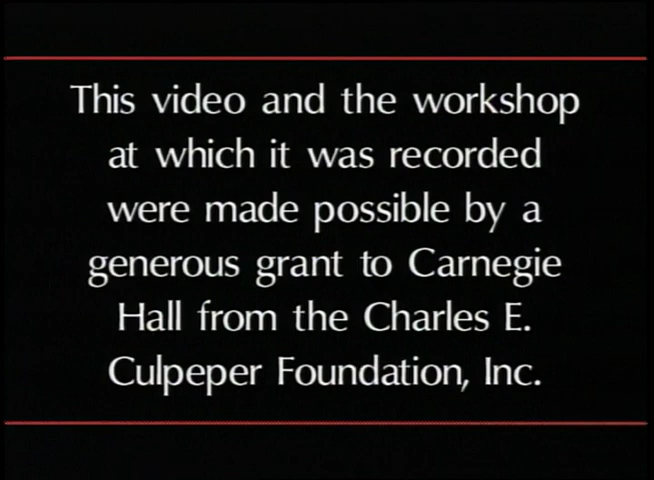 This video and the workshop
at which it was recorded
were made possible by a
generous grant to Carnegie
Hall from the Charles E.
Culpeper Foundation, Inc.